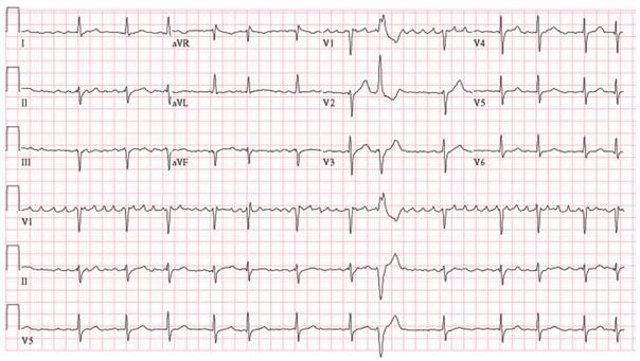 I aVR V1 V4
II aVL V2 V5
III aVF V3 V6
V1
II
V5